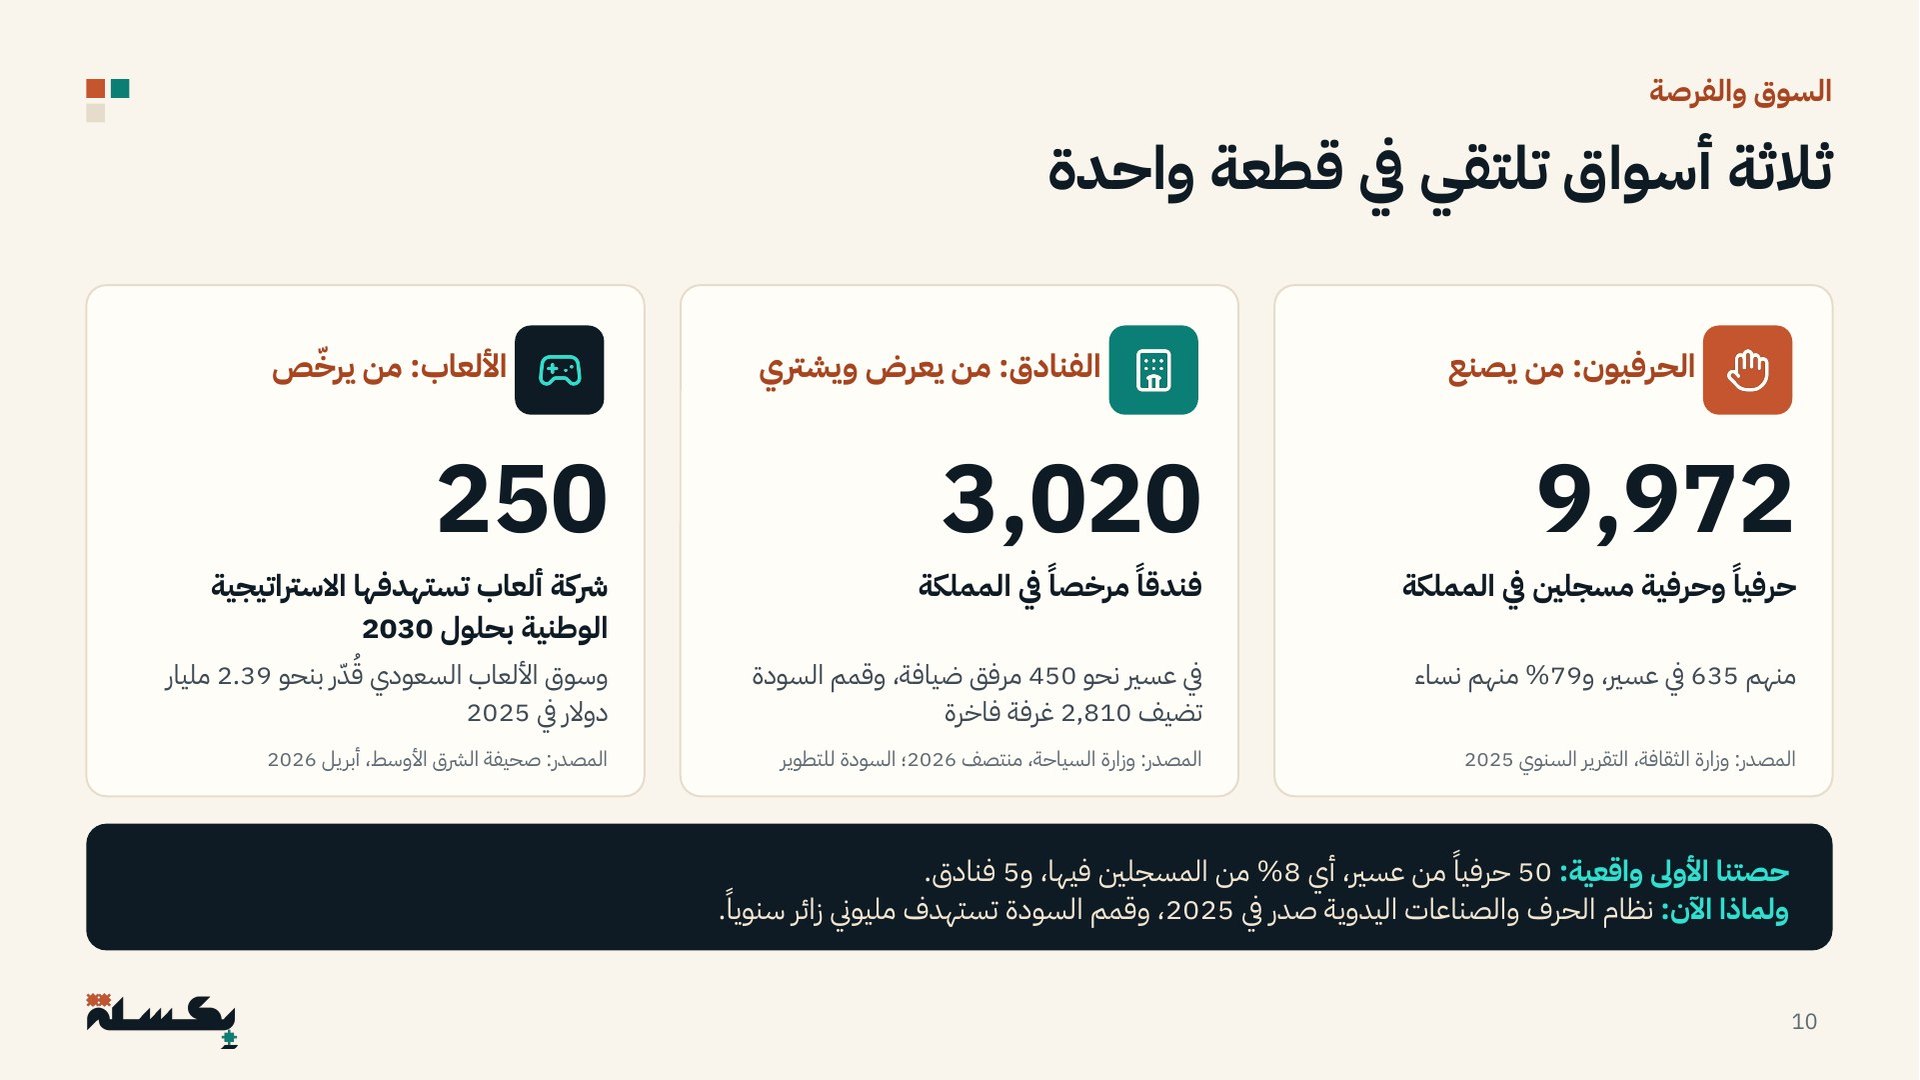 السوق والفرصة
ثلاثة أسواق تلتقي في قطعة واحدة
الحرفيون: من يصنع
9,972
حرفياً وحرفية مسجلين في المملكة
منهم 635 في عسير، و79% منهم نساء
المصدر: وزارة الثقافة، التقرير السنوي 2025
الفنادق: من يعرض ويشتري
3,020
فندقاً مرخصاً في المملكة
في عسير نحو 450 مرفق ضيافة، وقمم السودة
تضيف 2,810 غرفة فاخرة
المصدر: وزارة السياحة، منتصف 2026؛ السودة للتطوير
الألعاب: من يرخّص
250
شركة ألعاب تستهدفها الاستراتيجية
الوطنية بحلول 2030
وسوق الألعاب السعودي قُدّر بنحو 2.39 مليار
دولار في 2025
المصدر: صحيفة الشرق الأوسط، أبريل 2026
حصتنا الأولى واقعية: 50 حرفياً من عسير، أي 8% من المسجلين فيها، و5 فنادق.
ولماذا الآن: نظام الحرف والصناعات اليدوية صدر في 2025، وقمم السودة تستهدف مليوني زائر سنوياً.
بكسلة
10